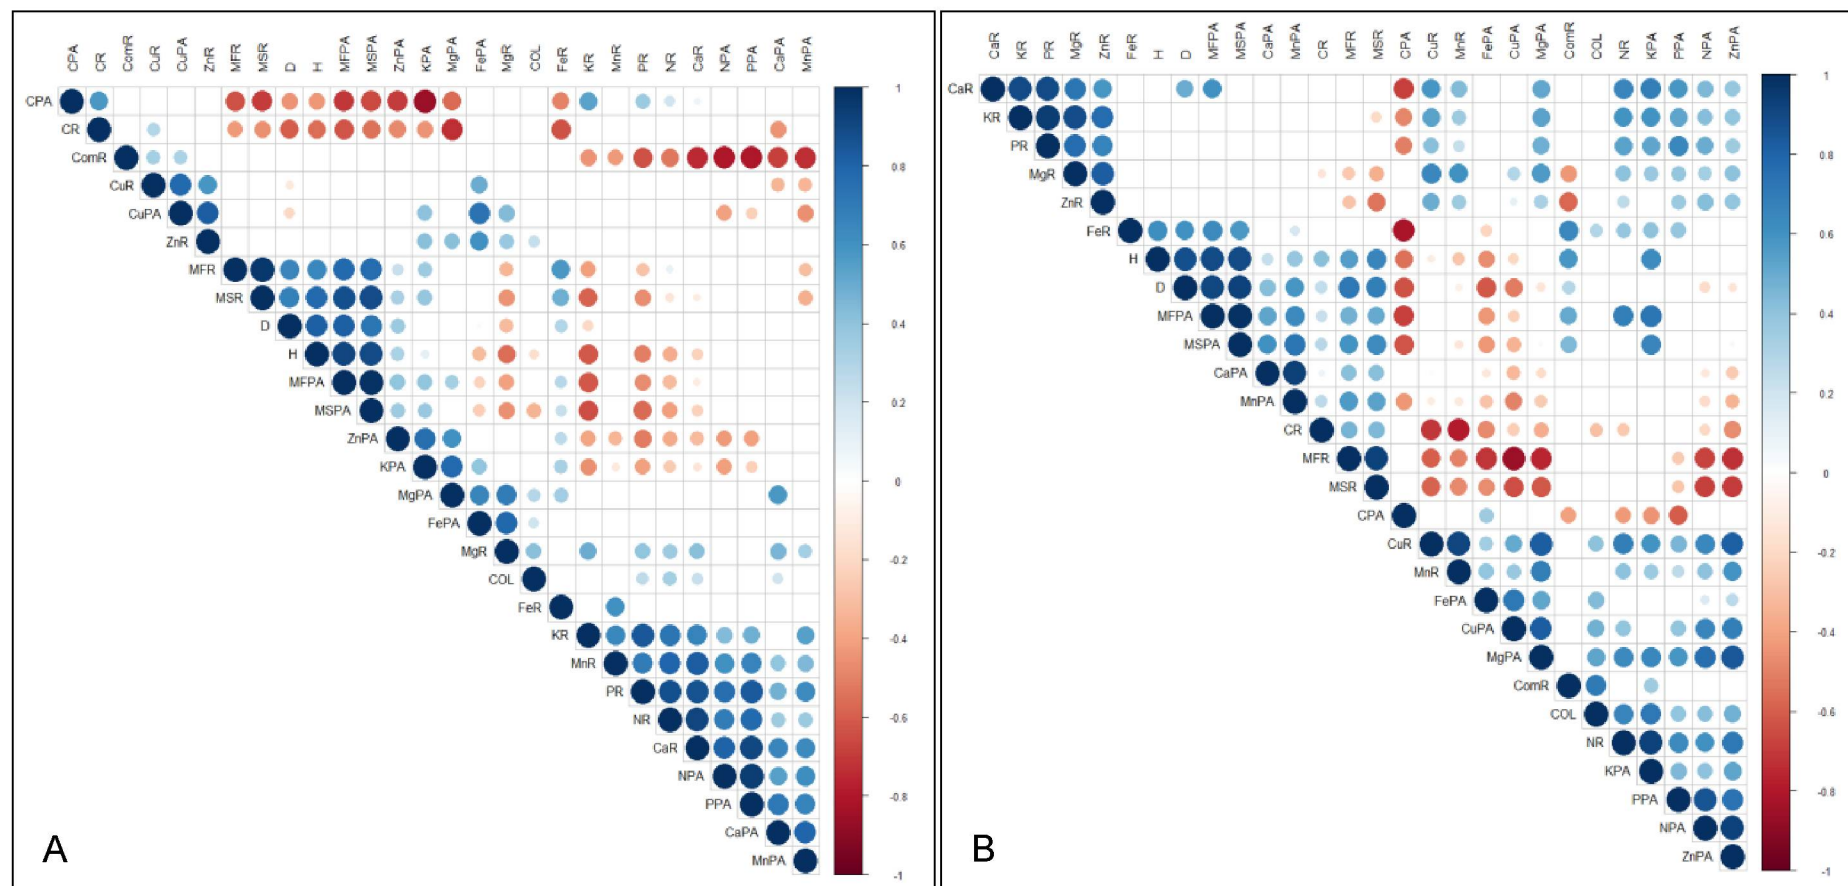 CPA CR ComR CuR CuPA ZnR MFR MSR D H MFPA MSPA ZnPA KPA MgPA FePA MgR COL FeR KR MnR PR NR CaR NPA PPA CaPA MnPA
CPA
CR
ComR
CuR
CuPA
ZnR
MFR
MSR
D
H
MFPA
MSPA
ZnPA
KPA
MgPA
FePA
MgR
COL
FeR
KR
MnR
PR
NR
CaR
NPA
PPA
CaPA
MnPA
1
0.8
0.6
0.4
0.2
0
-0.2
-0.4
-0.6
-0.8
-1
A
CaR KR PR MgR ZnR FeR H D MFPA MSPA CaPA MnPA CR MFR MSR CPA CuR MnR FePA CuPA MgPA ComR COL NR KPA PPA NPA ZnPA
CaR
KR
PR
MgR
ZnR
FeR
H
D
MFPA
MSPA
CaPA
MnPA
CR
MFR
MSR
CPA
CuR
MnR
FePA
CuPA
MgPA
ComR
COL
NR
KPA
PPA
NPA
ZnPA
1
0.8
0.6
0.4
0.2
0
-0.2
-0.4
-0.6
-0.8
-1
B